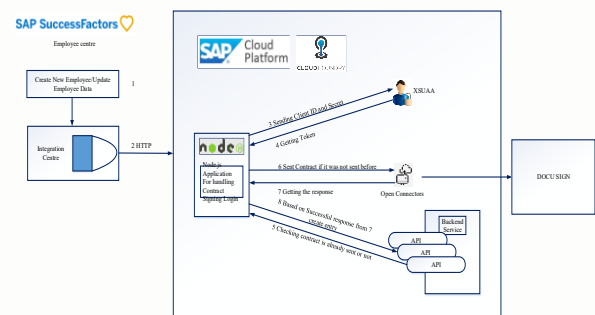 SAP SuccessFactors
Employee centre
Create New Employee/Update
Employee Data
1
Integration
Centre
2 HTTP
SAP Cloud
Platform
CLOUD FOUNDRY
3 Sending Client ID and Secret
4 Getting Token
XSUAA
node
Node.js
Application
For handling
Contract
Signing Login
6 Sent Contract if it was not sent before
7 Getting the response
Open Connectors
8 Based on Successful response from 7
create entry
5 Checking contract is already sent or not
Backend
Service
API
API
API
DOCU SIGN